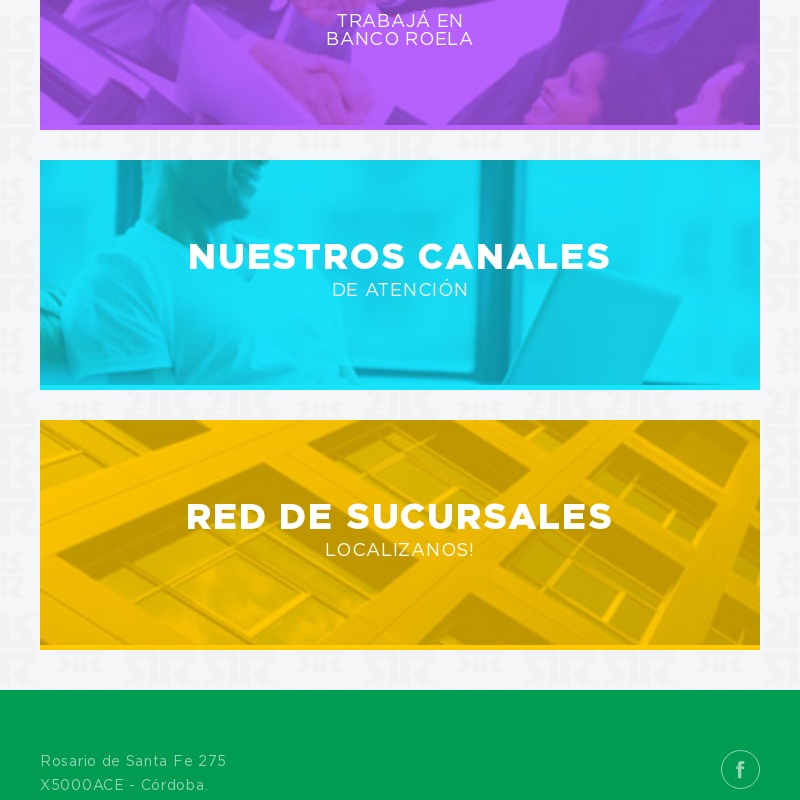 TRABAJÁ EN
BANCO ROELA
NUESTROS CANALES
DE ATENCIÓN
RED DE SUCURSALES
LOCALIZANOS!
Rosario de Santa Fe 275
X5000ACE - Córdoba.
f